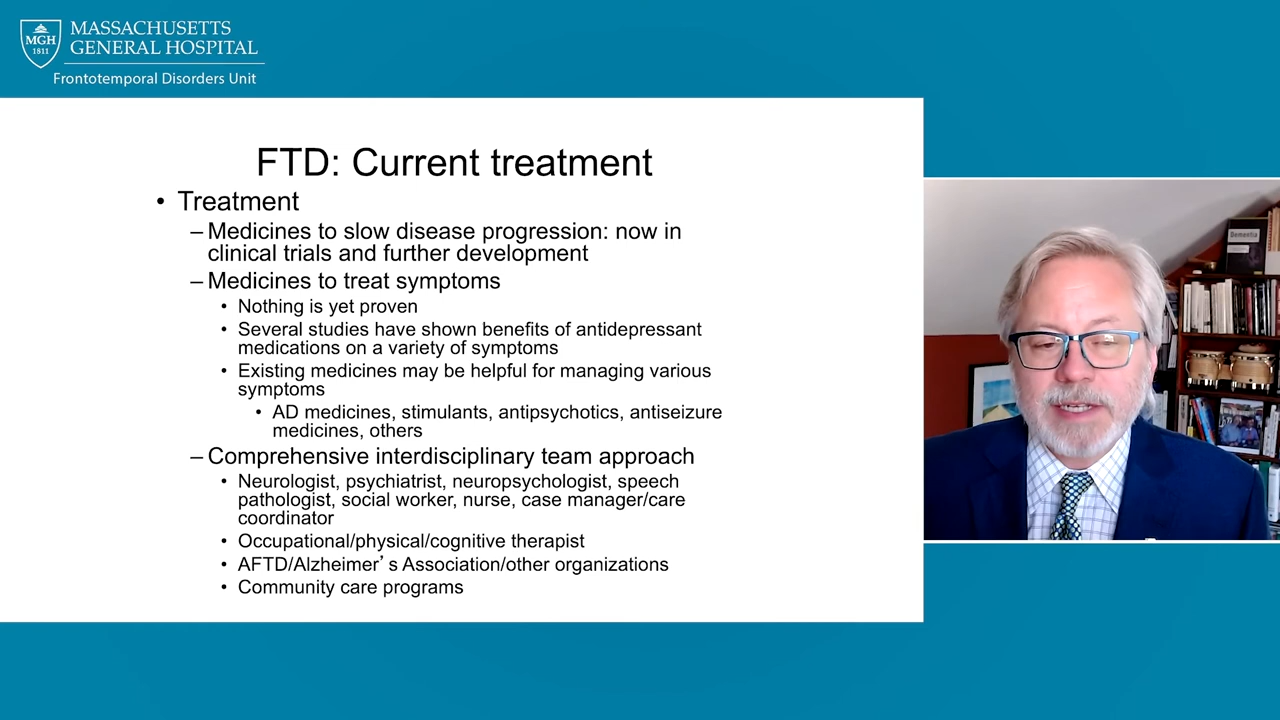 MASSACHUSETTS
GENERAL HOSPITAL
MGH
1811
Frontotemporal Disorders Unit
FTD: Current treatment
• Treatment
– Medicines to slow disease progression: now in
clinical trials and further development
– Medicines to treat symptoms
• Nothing is yet proven
• Several studies have shown benefits of antidepressant
medications on a variety of symptoms
• Existing medicines may be helpful for managing various
symptoms
• AD medicines, stimulants, antipsychotics, antiseizure
medicines, others
– Comprehensive interdisciplinary team approach
• Neurologist, psychiatrist, neuropsychologist, speech
pathologist, social worker, nurse, case manager/care
coordinator
• Occupational/physical/cognitive therapist
• AFTD/Alzheimer’s Association/other organizations
• Community care programs
Dementia